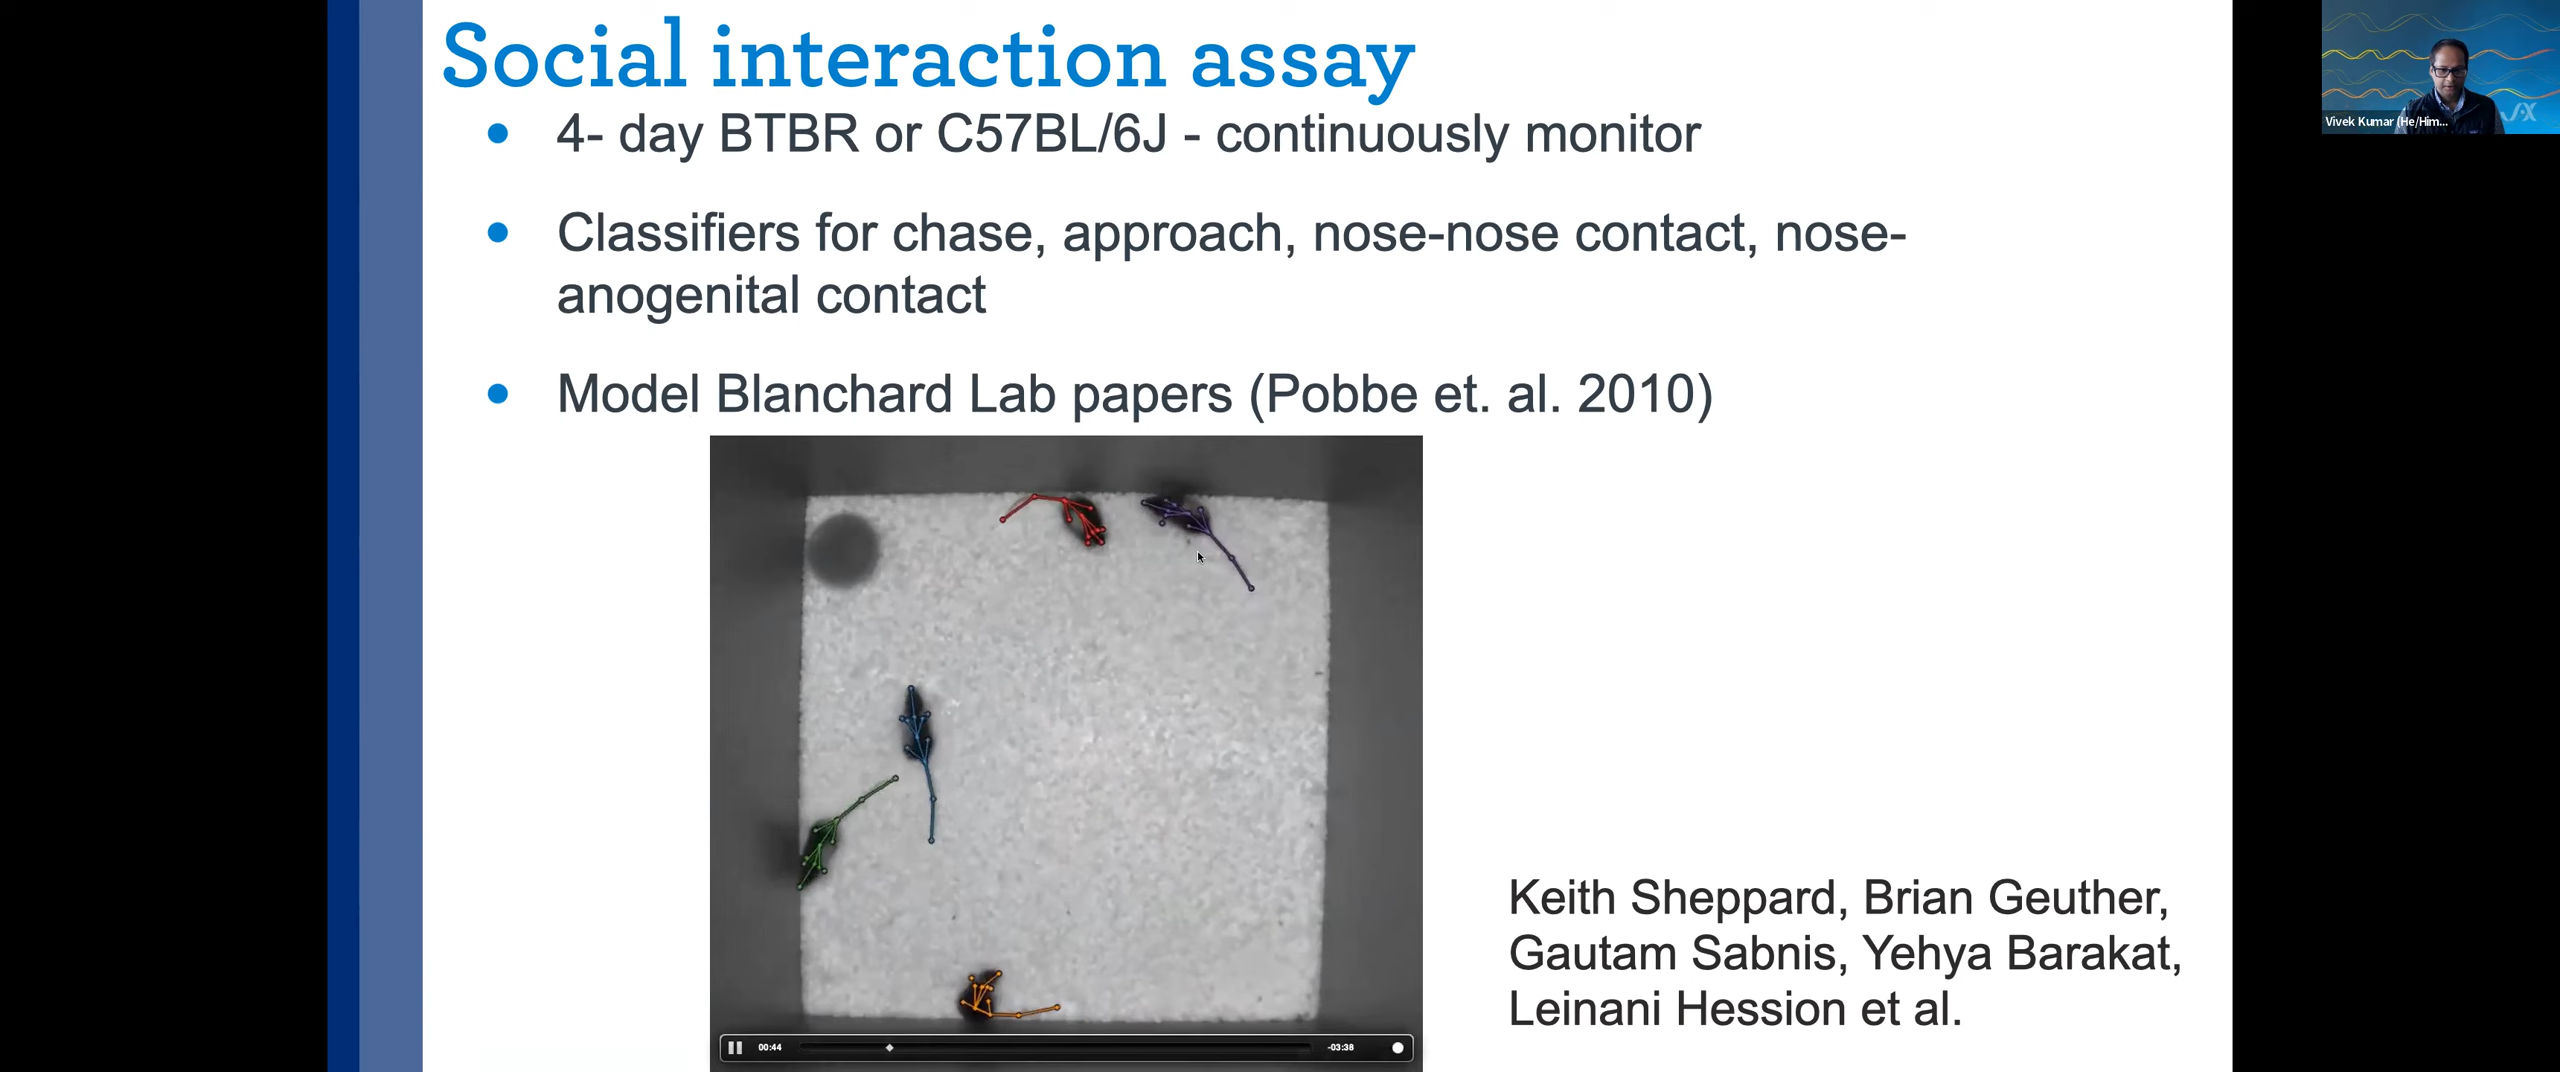 Social interaction assay
4- day BTBR or C57BL/6J - continuously monitor
Classifiers for chase, approach, nose-nose contact, nose-
anogenital contact
Model Blanchard Lab papers (Pobbe et. al. 2010)
Keith Sheppard, Brian Geuther,
Gautam Sabnis, Yehya Barakat,
Leinani Hession et al.
00:44
-03:38
Vivek Kumar (He/Him...